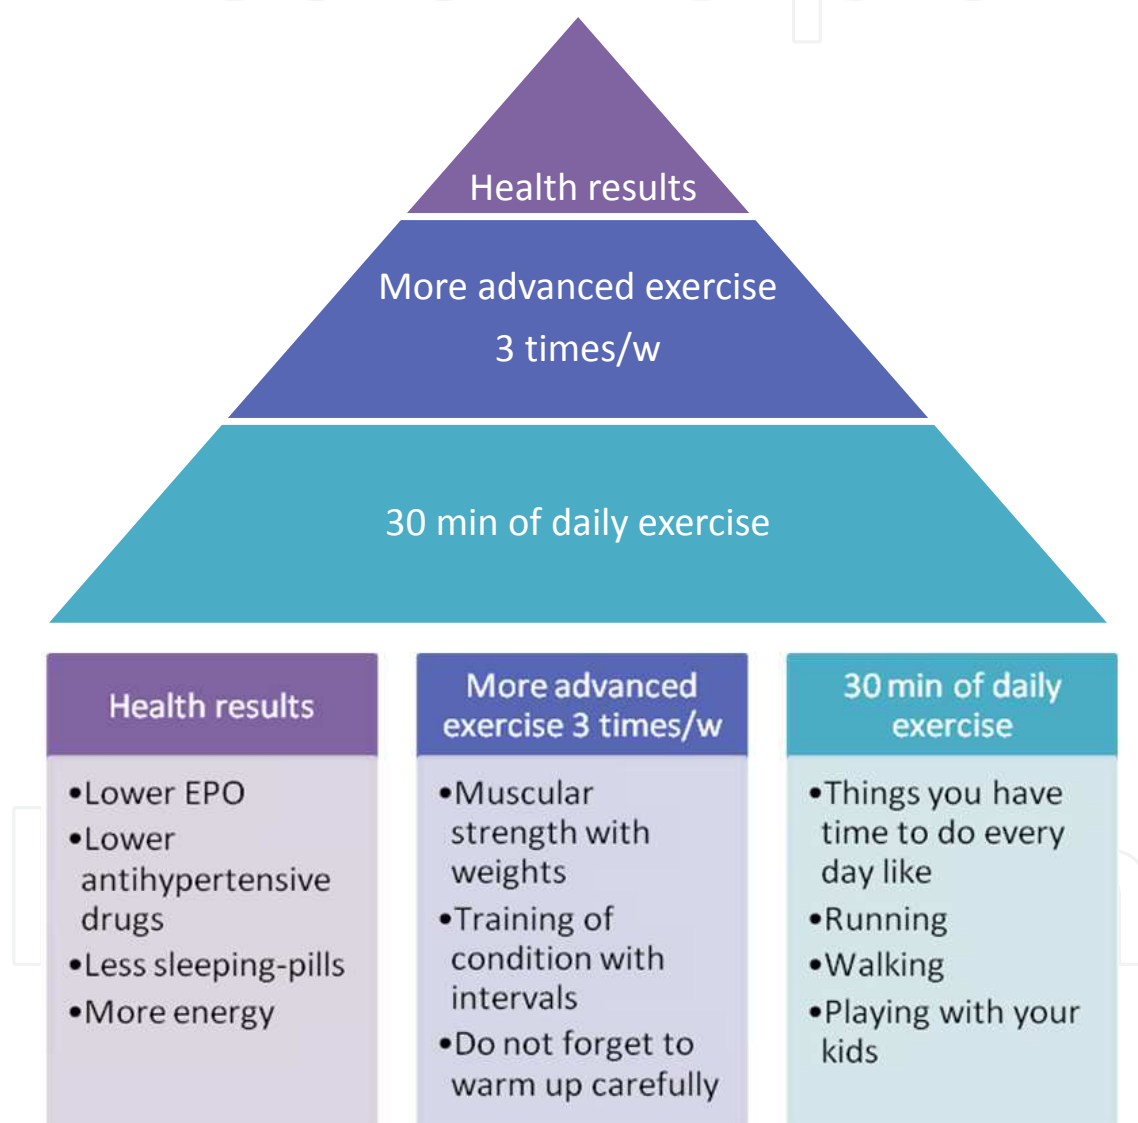 Health results
More advanced exercise
3 times/w
30 min of daily exercise
Health results
•Lower EPO
•Lower
antihypertensive
drugs
•Less sleeping-pills
•More energy
More advanced
exercise 3 times/w
•Muscular
strength with
weights
•Training of
condition with
intervals
•Do not forget to
warm up carefully
30 min of daily
exercise
•Things you have
time to do every
day like
•Running
•Walking
•Playing with your
kids